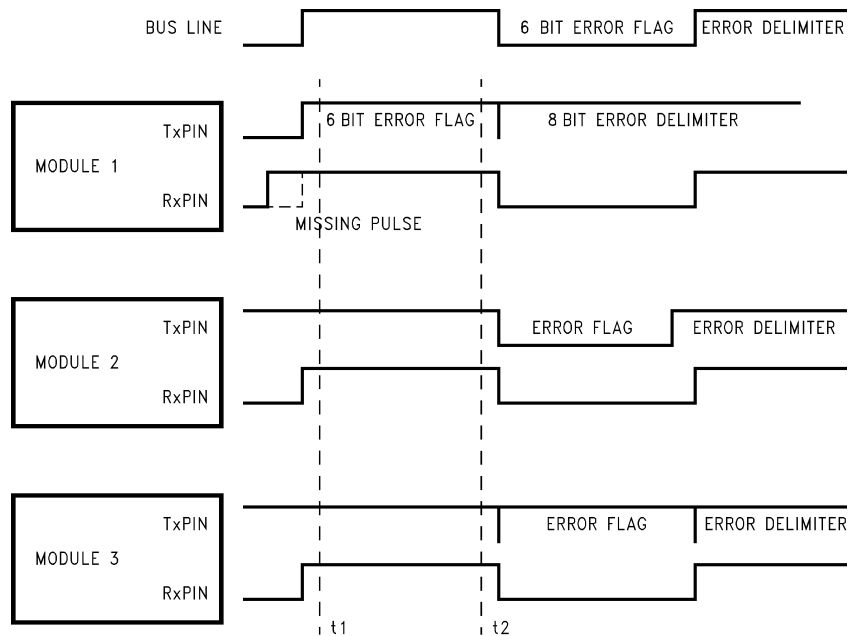 BUS LINE
6 BIT ERROR FLAG
ERROR DELIMITER
MODULE 1
TxPIN
6 BIT ERROR FLAG
8 BIT ERROR DELIMITER
RxPIN
MISSING PULSE
MODULE 2
TxPIN
ERROR FLAG
ERROR DELIMITER
RxPIN
MODULE 3
TxPIN
ERROR FLAG
ERROR DELIMITER
RxPIN
t1
t2